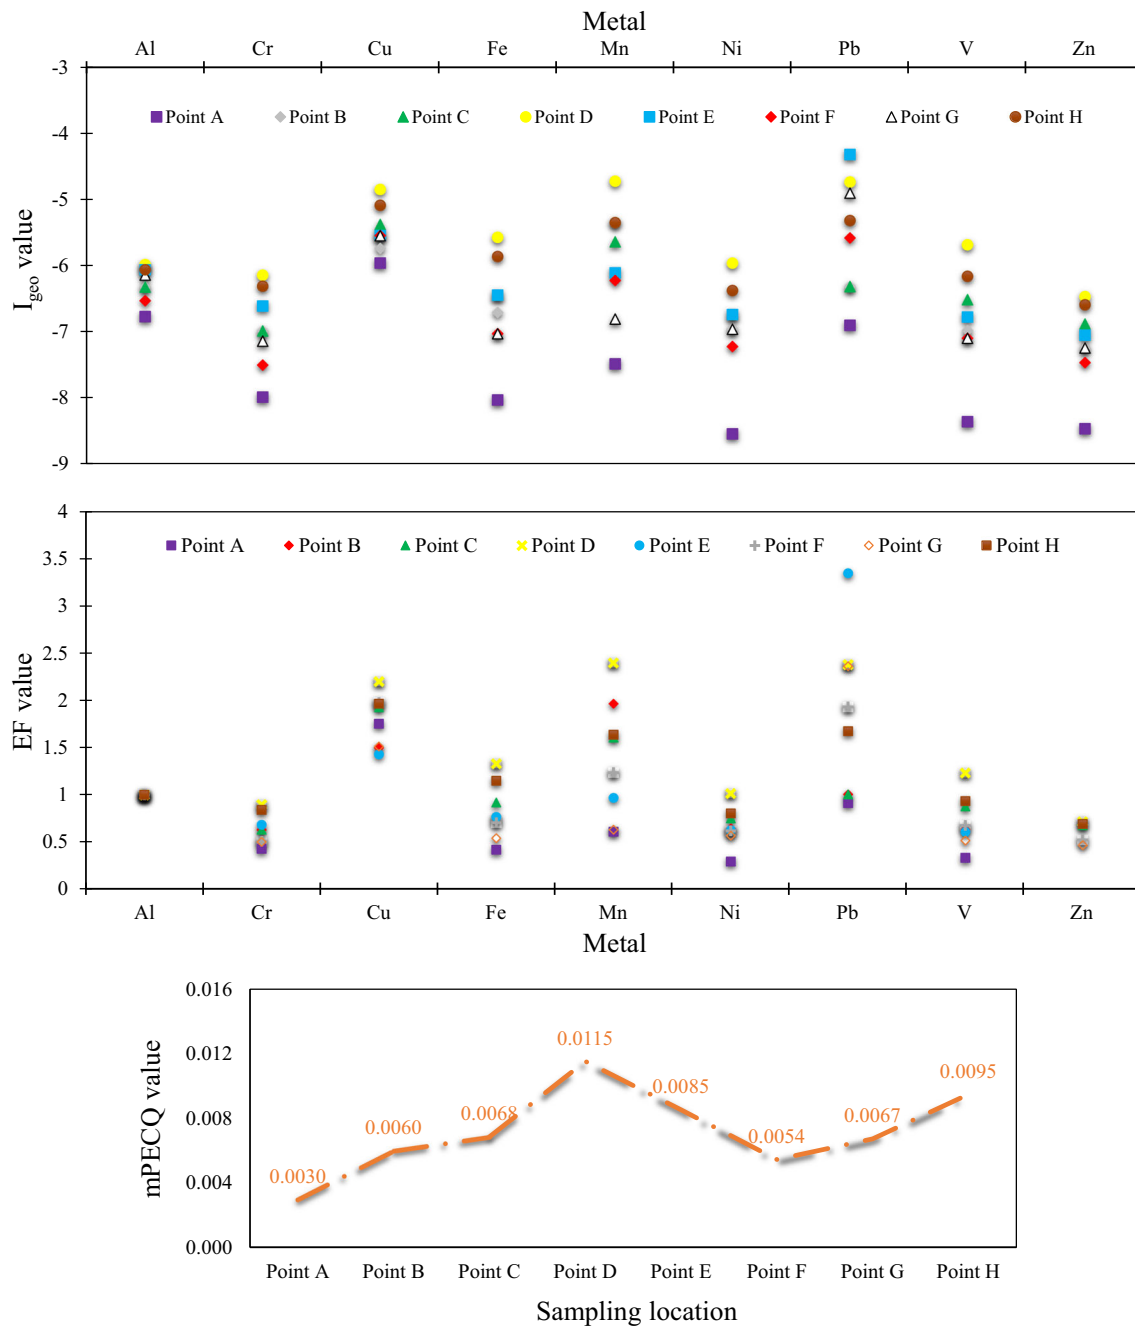 Metal
Al Cr Cu Fe Mn Ni Pb V Zn
-3
Point A Point B Point C Point D Point E Point F Point G Point H
-4
-5
-6
-7
-8
-9
Igeo value
4
Point A Point B Point C Point D Point E Point F Point G Point H
3.5
3
2.5
2
1.5
1
0.5
0
EF value
Al Cr Cu Fe Mn Ni Pb V Zn
Metal
0.016
0.012
0.008
0.004
0.000
mPECQ value
0.0030 0.0060 0.0068 0.0115 0.0085 0.0054 0.0067 0.0095
Point A Point B Point C Point D Point E Point F Point G Point H
Sampling location